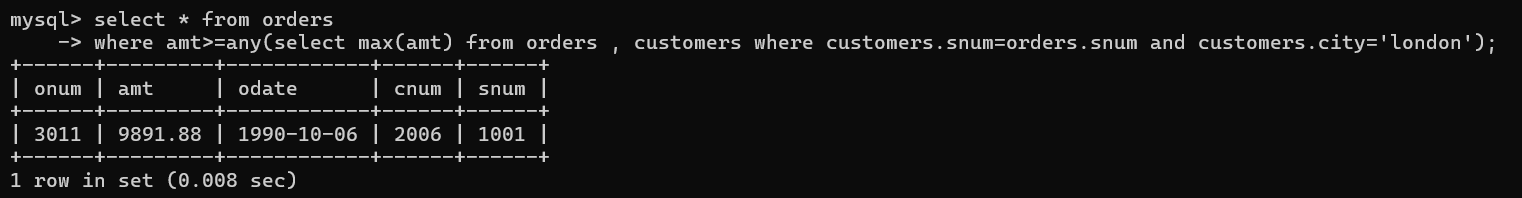 mysql> select * from orders
    -> where amt>=any(select max(amt) from orders , customers where customers.snum=orders.snum and customers.city='london');
+------+---------+------------+------+------+
| onum | amt     | odate      | cnum | snum |
+------+---------+------------+------+------+
| 3011 | 9891.88 | 1990-10-06 | 2006 | 1001 |
+------+---------+------------+------+------+
1 row in set (0.008 sec)